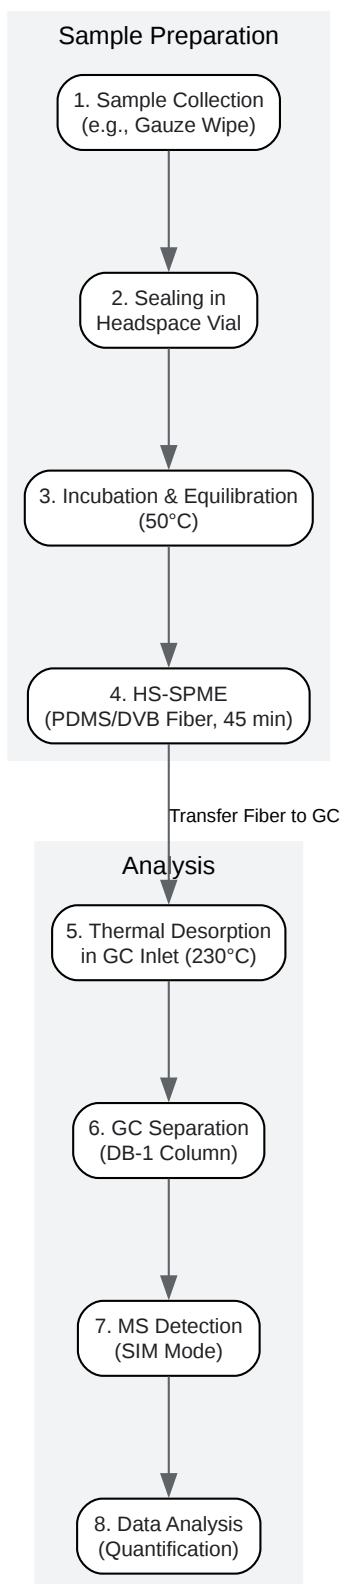 Sample Preparation
1. Sample Collection
(e.g., Gauze Wipe)
2. Sealing in
Headspace Vial
3. Incubation & Equilibration
(50°C)
4. HS-SPME
(PDMS/DVB Fiber, 45 min)
Transfer Fiber to GC
Analysis
5. Thermal Desorption
in GC Inlet (230°C)
6. GC Separation
(DB-1 Column)
7. MS Detection
(SIM Mode)
8. Data Analysis
(Quantification)